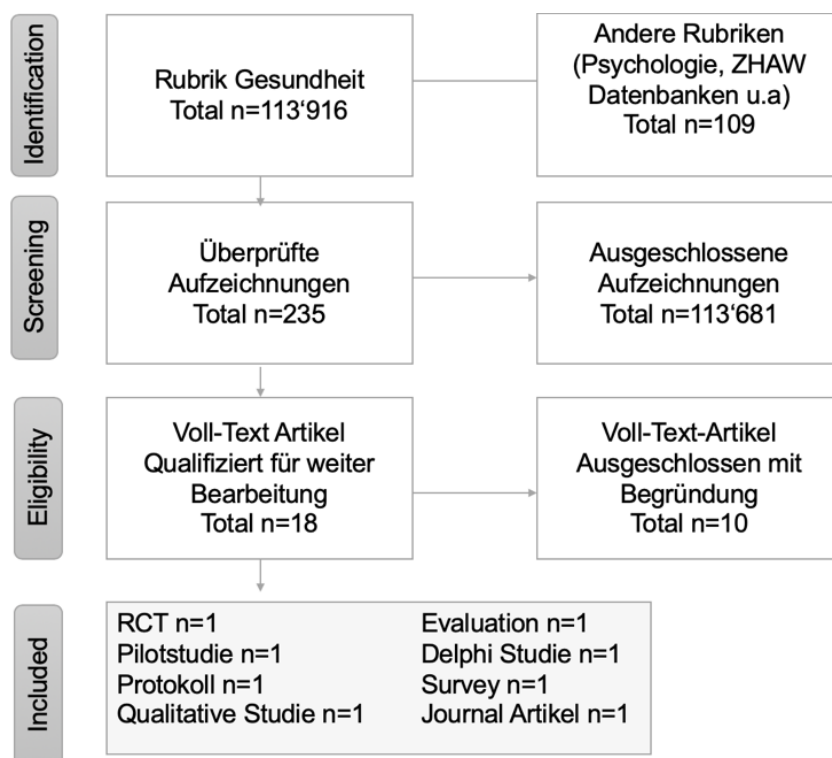 Identification
Rubrik Gesundheit
Total n=113‘916
Andere Rubriken
(Psychologie, ZHAW
Datenbanken u.a)
Total n=109
Screening
Überprüfte
Aufzeichnungen
Total n=235
Ausgeschlossene
Aufzeichnungen
Total n=113‘681
Eligibility
Voll-Text Artikel
Qualifiziert für weiter
Bearbeitung
Total n=18
Voll-Text-Artikel
Ausgeschlossen mit
Begründung
Total n=10
Included
RCT n=1
Pilotstudie n=1
Protokoll n=1
Qualitative Studie n=1
Evaluation n=1
Delphi Studie n=1
Survey n=1
Journal Artikel n=1